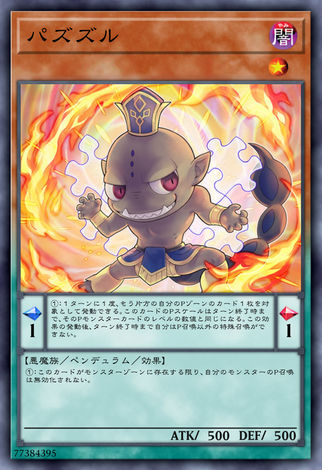 パズズル
やみ
闇
①:1ターンに1度、もう片方の自分のPゾーンのカード1枚を対
象として発動できる。このカードのPスケールはターン終了時ま
で、そのPモンスターカードのレベルの数値と同じになる。この効
果の発動後、ターン終了時まで自分はP召喚以外の特殊召喚がで
きない。
1 1
【悪魔族/ペンデュラム/効果】
①:このカードがモンスターゾーンに存在する限り、自分のモンスターのP召喚
は無効化されない。
ATK/ 500 DEF/ 500
77384395